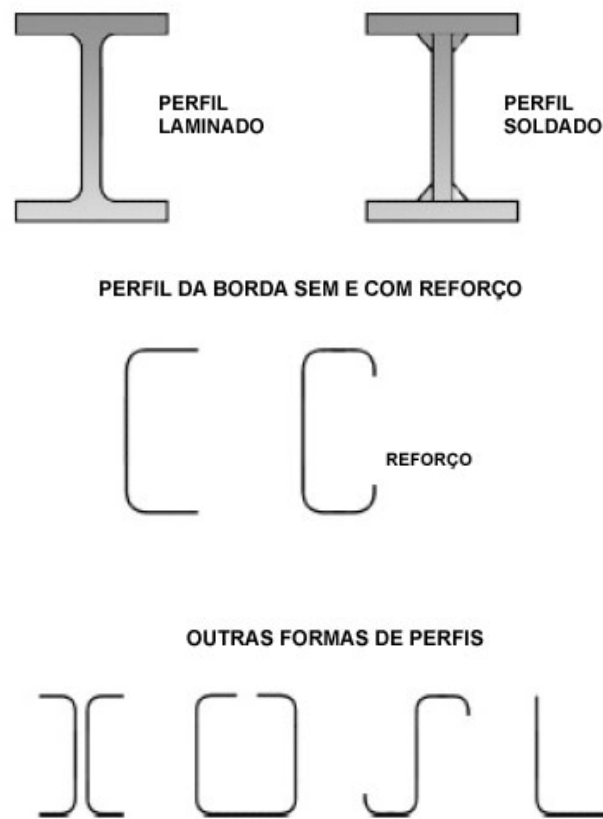 PERFIL
LAMINADO
PERFIL
SOLDADO
PERFIL DA BORDA SEM E COM REFORÇO
REFORÇO
OUTRAS FORMAS DE PERFIS